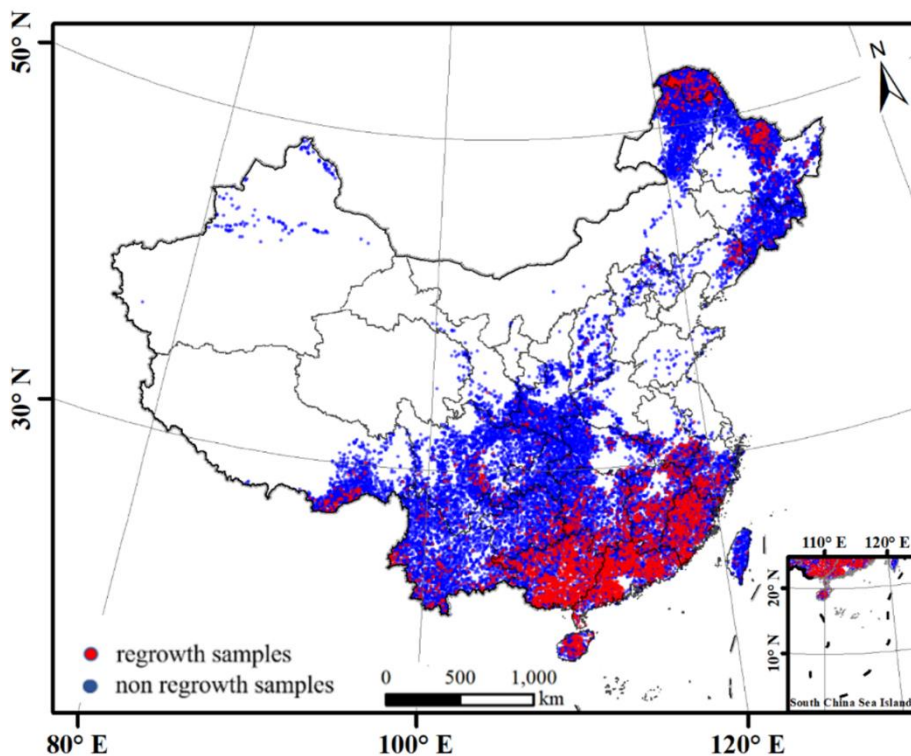 50° N
30° N
N
regrowth samples
non regrowth samples
0 500 1,000
km
80° E 100° E 120° E
110° E 120° E
20° N
10° N
South China Sea Island